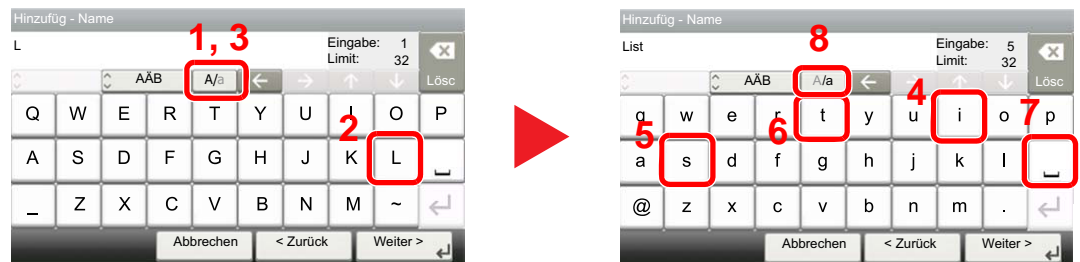 Hinzufüg - Name
L
1, 3
Eingabe: 1
Limit: 32
AÄB
A/a
Lösc
Q W E R T Y U I O P
2
A S D F G H J K L
_ Z X C V B N M ~
Abbrechen
< Zurück
Weiter >
Hinzufüg - Name
List
8
Eingabe: 5
Limit: 32
AÄB
A/a
Lösc
4
q w e r t y u i o p
5
6
7
a s d f g h j k l
@ z x c v b n m .
Abbrechen
< Zurück
Weiter >